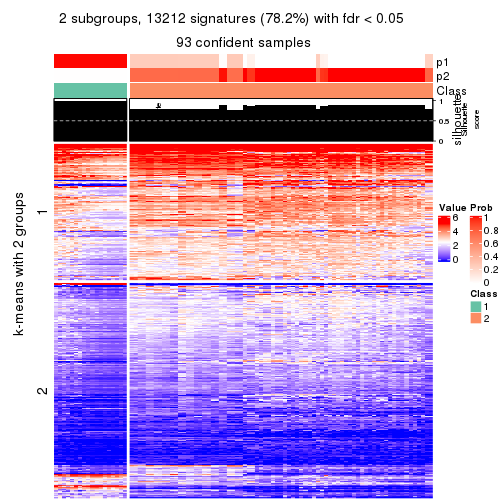 2 subgroups, 13212 signatures (78.2%) with fdr < 0.05
93 confident samples
p1
p2
Class
1
0.5
0
silhouette
Silhouette
score
k-means with 2 groups
1
2
Value
6
4
2
0
Prob
1
0.8
0.6
0.4
0.2
0
Class
1
2